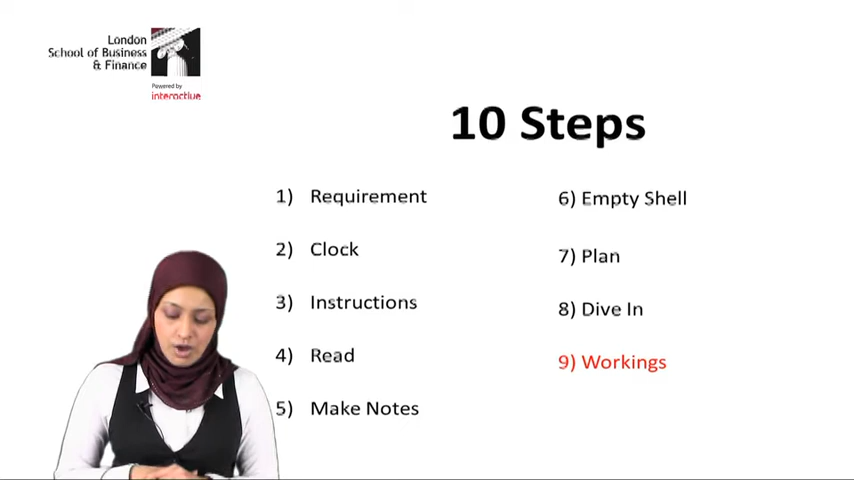 London
School of Business
& Finance
Powered by
interactive
10 Steps
1) Requirement
2) Clock
3) Instructions
4) Read
5) Make Notes
6) Empty Shell
7) Plan
8) Dive In
9) Workings